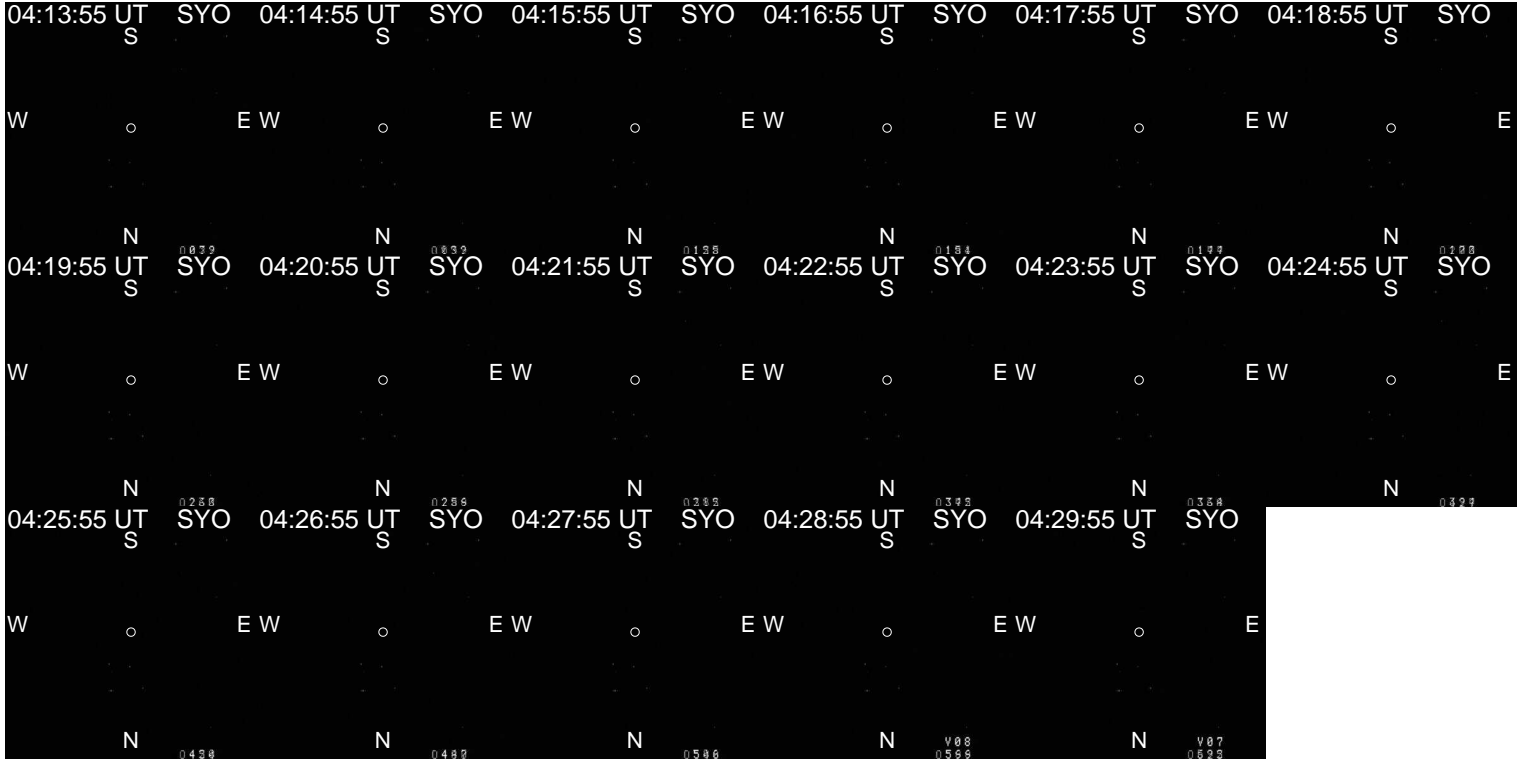 04:13:55 UT SYO 04:14:55 UT SYO 04:15:55 UT SYO 04:16:55 UT SYO 04:17:55 UT SYO 04:18:55 UT SYO
S S S S S S
W E W E W E W E W E W E
N N N N N N
04:19:55 UT SYO 04:20:55 UT SYO 04:21:55 UT SYO 04:22:55 UT SYO 04:23:55 UT SYO 04:24:55 UT SYO
S S S S S S
W E W E W E W E W E W E
N N N N N N
04:25:55 UT SYO 04:26:55 UT SYO 04:27:55 UT SYO 04:28:55 UT SYO 04:29:55 UT SYO
S S S S S
W E W E W E W E W E
N N N N V08 N V07